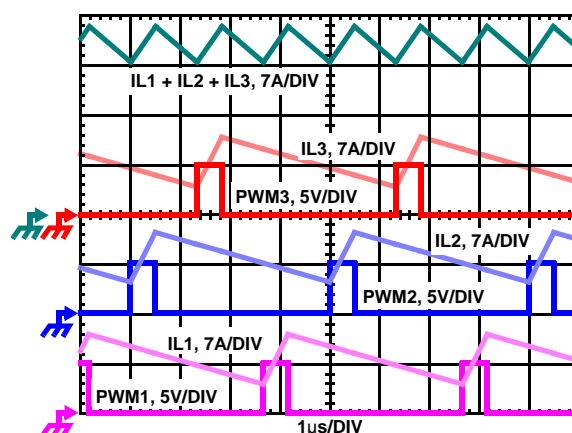 IL1 + IL2 + IL3, 7A/DIV
IL3, 7A/DIV
PWM3, 5V/DIV
IL2, 7A/DIV
PWM2, 5V/DIV
IL1, 7A/DIV
PWM1, 5V/DIV
1µs/DIV